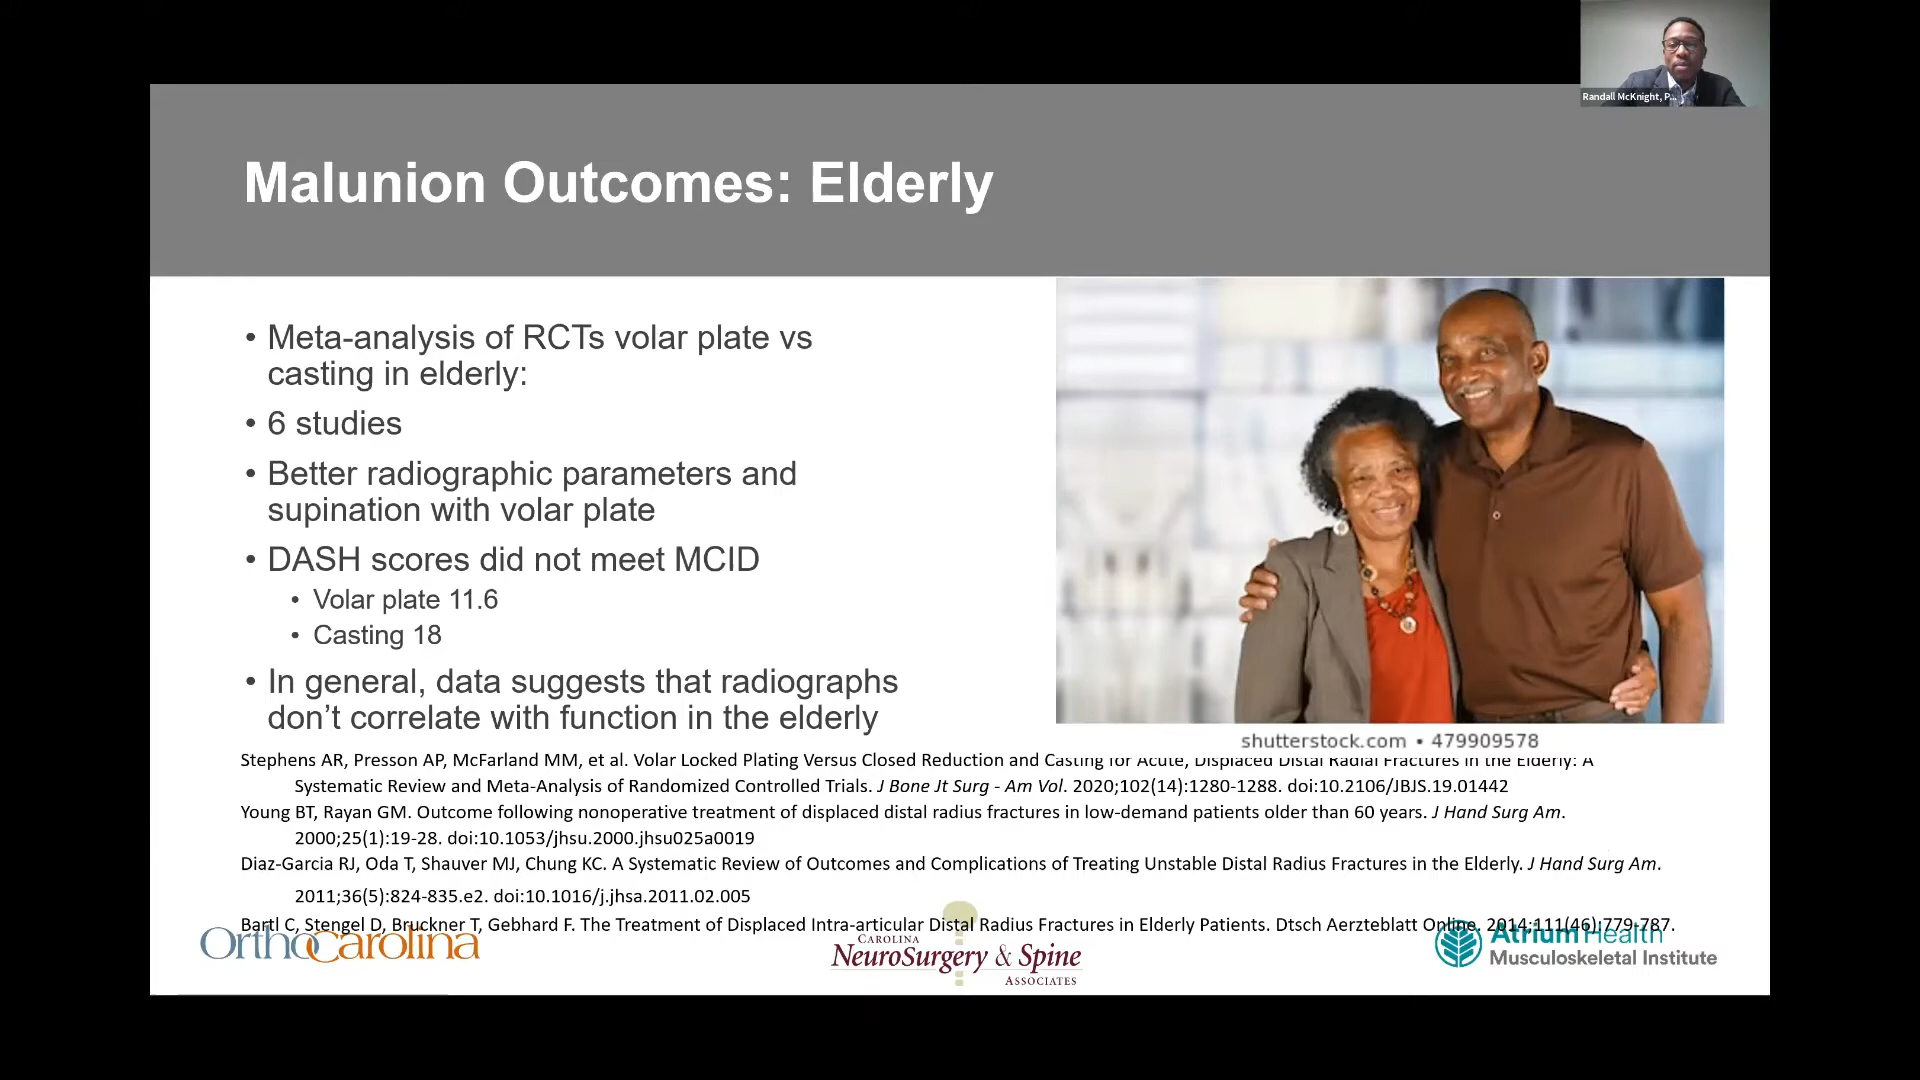 Randall McKnight, P...
Malunion Outcomes: Elderly
• Meta-analysis of RCTs volar plate vs
casting in elderly:
• 6 studies
• Better radiographic parameters and
supination with volar plate
• DASH scores did not meet MCID
• Volar plate 11.6
• Casting 18
• In general, data suggests that radiographs
don’t correlate with function in the elderly
shutterstock.com • 479909578
Stephens AR, Presson AP, McFarland MM, et al. Volar Locked Plating Versus Closed Reduction and Casting for Acute, Displaced Distal Radial Fractures in the Elderly: A
Systematic Review and Meta-Analysis of Randomized Controlled Trials. J Bone Jt Surg - Am Vol. 2020;102(14):1280-1288. doi:10.2106/JBJS.19.01442
Young BT, Rayan GM. Outcome following nonoperative treatment of displaced distal radius fractures in low-demand patients older than 60 years. J Hand Surg Am.
2000;25(1):19-28. doi:10.1053/jhsu.2000.jhsu025a0019
Diaz-Garcia RJ, Oda T, Shauver MJ, Chung KC. A Systematic Review of Outcomes and Complications of Treating Unstable Distal Radius Fractures in the Elderly. J Hand Surg Am.
2011;36(5):824-835.e2. doi:10.1016/j.jhsa.2011.02.005
Bartl C, Stengel D, Bruckner T, Gebhard F. The Treatment of Displaced Intra-articular Distal Radius Fractures in Elderly Patients. Dtsch Aerzteblatt Online. 2014;111(46):779-787.
OrthoCarolina
CAROLINA
NeuroSurgery & Spine
ASSOCIATES
Atrium Health
Musculoskeletal Institute